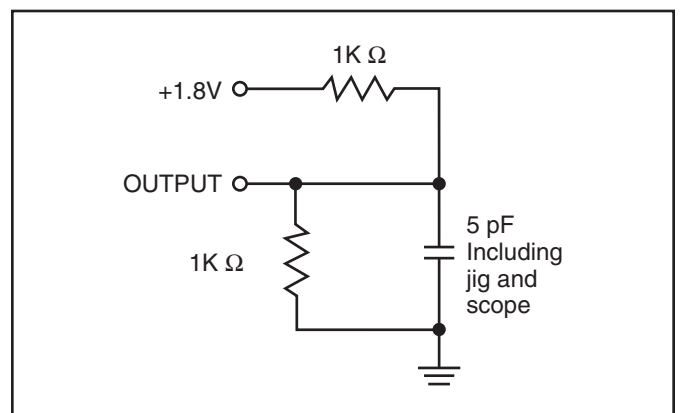 1K Ω
+1.8V
OUTPUT
1K Ω
5 pF
Including
jig and
scope